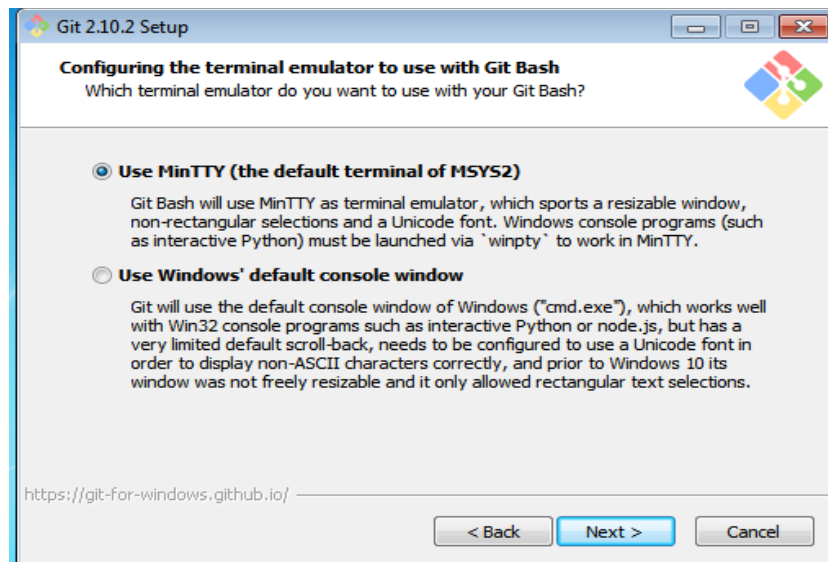 Git 2.10.2 Setup
Configuring the terminal emulator to use with Git Bash
Which terminal emulator do you want to use with your Git Bash?
Use MinTTY (the default terminal of MSYS2)
Git Bash will use MinTTY as terminal emulator, which sports a resizable window,
non-rectangular selections and a Unicode font. Windows console programs (such
as interactive Python) must be launched via `winpty` to work in MinTTY.
Use Windows' default console window
Git will use the default console window of Windows ("cmd.exe"), which works well
with Win32 console programs such as interactive Python or node.js, but has a
very limited default scroll-back, needs to be configured to use a Unicode font in
order to display non-ASCII characters correctly, and prior to Windows 10 its
window was not freely resizable and it only allowed rectangular text selections.
https://git-for-windows.github.io/
< Back Next > Cancel